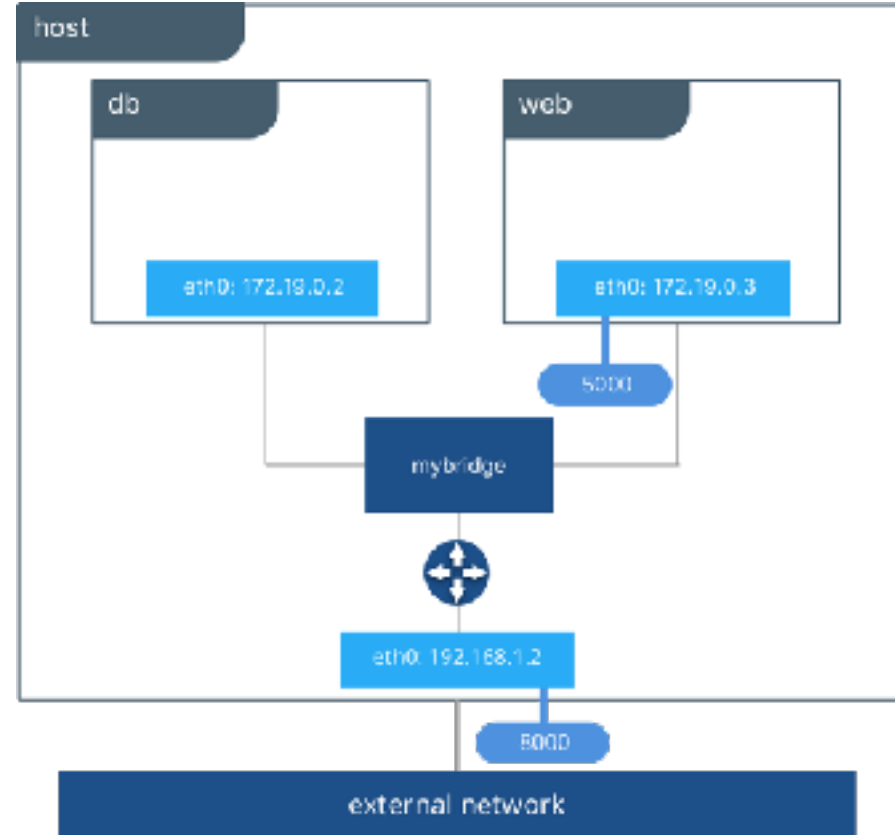 host
db
web
eth0: 172.19.0.2
eth0: 172.19.0.3
5000
mybridge
eth0: 192.168.1.2
8000
external network